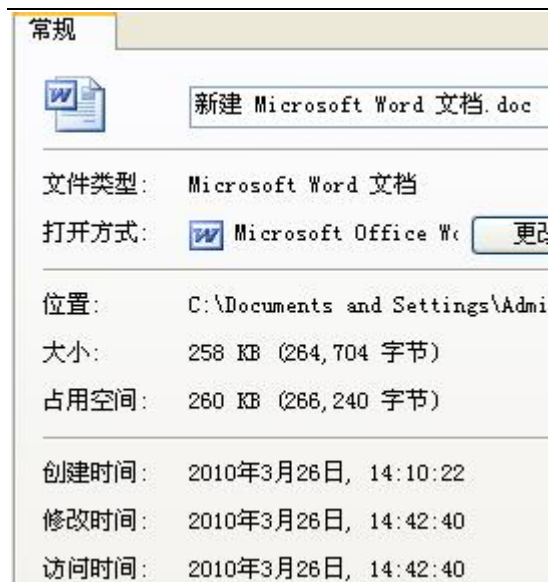 常规
新建 Microsoft Word 文档.doc
文件类型: Microsoft Word 文档
打开方式: Microsoft Office
位置: C:\Documents and Settings\Admi
大小: 258 KB (264,704 字节)
占用空间: 260 KB (266,240 字节)
创建时间: 2010年3月26日, 14:10:22
修改时间: 2010年3月26日, 14:42:40
访问时间: 2010年3月26日, 14:42:40